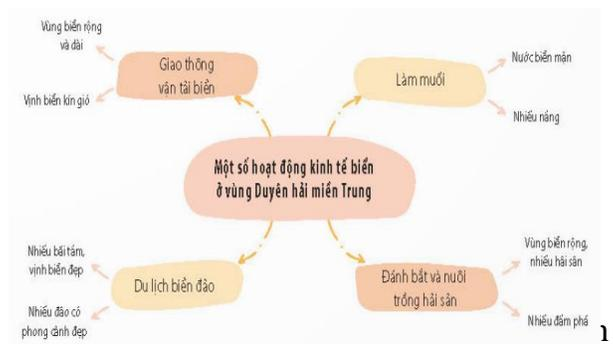 Vùng biển rộng
và dài
Vịnh biển kín gió
Giao thông
vận tải biển
Làm muối
Nước biển mặn
Nhiều nắng
Một số hoạt động kinh tế biển
ở vùng Duyên hải miền Trung
Nhiều bãi tắm,
vịnh biển đẹp
Nhiều đảo có
phong cảnh đẹp
Du lịch biển đảo
Đánh bắt và nuôi
trồng hải sản
Vùng biển rộng,
nhiều hải sản
Nhiều đầm phá